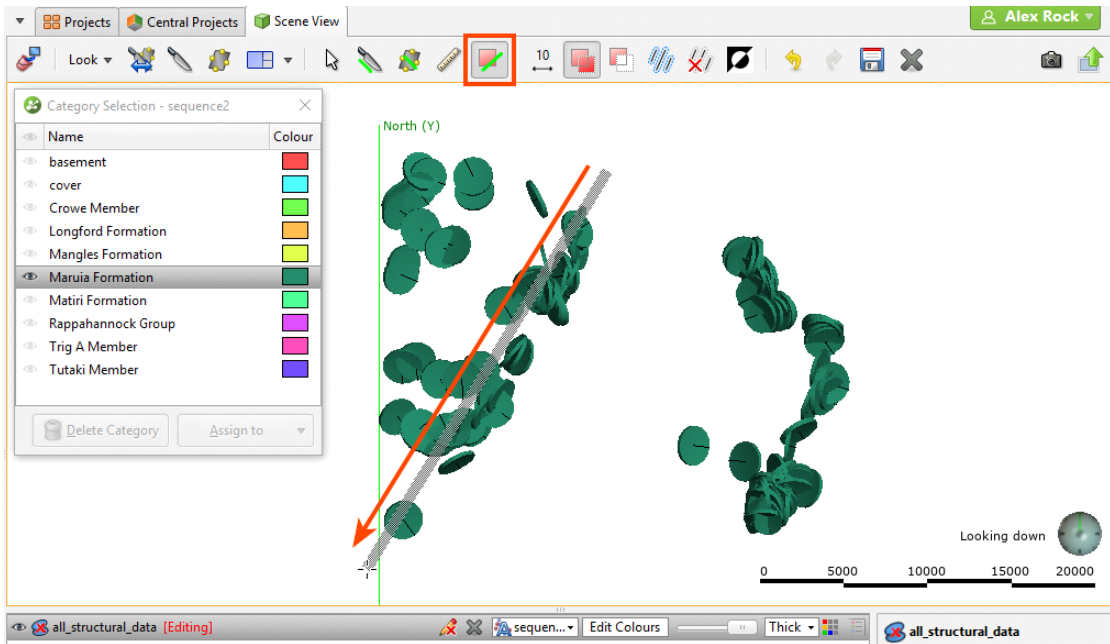 Projects Central Projects Scene View Alex Rock
Look 10
Category Selection - sequence2
Name Colour
basement
cover
Crowe Member
Longford Formation
Mangles Formation
Maruia Formation
Matiri Formation
Rappahannock Group
Trig A Member
Tutaki Member
Delete Category Assign to
North (Y)
Looking down
0 5000 10000 15000 20000
all_structural_data [Editing] sequen... Edit Colours Thick all_structural_data